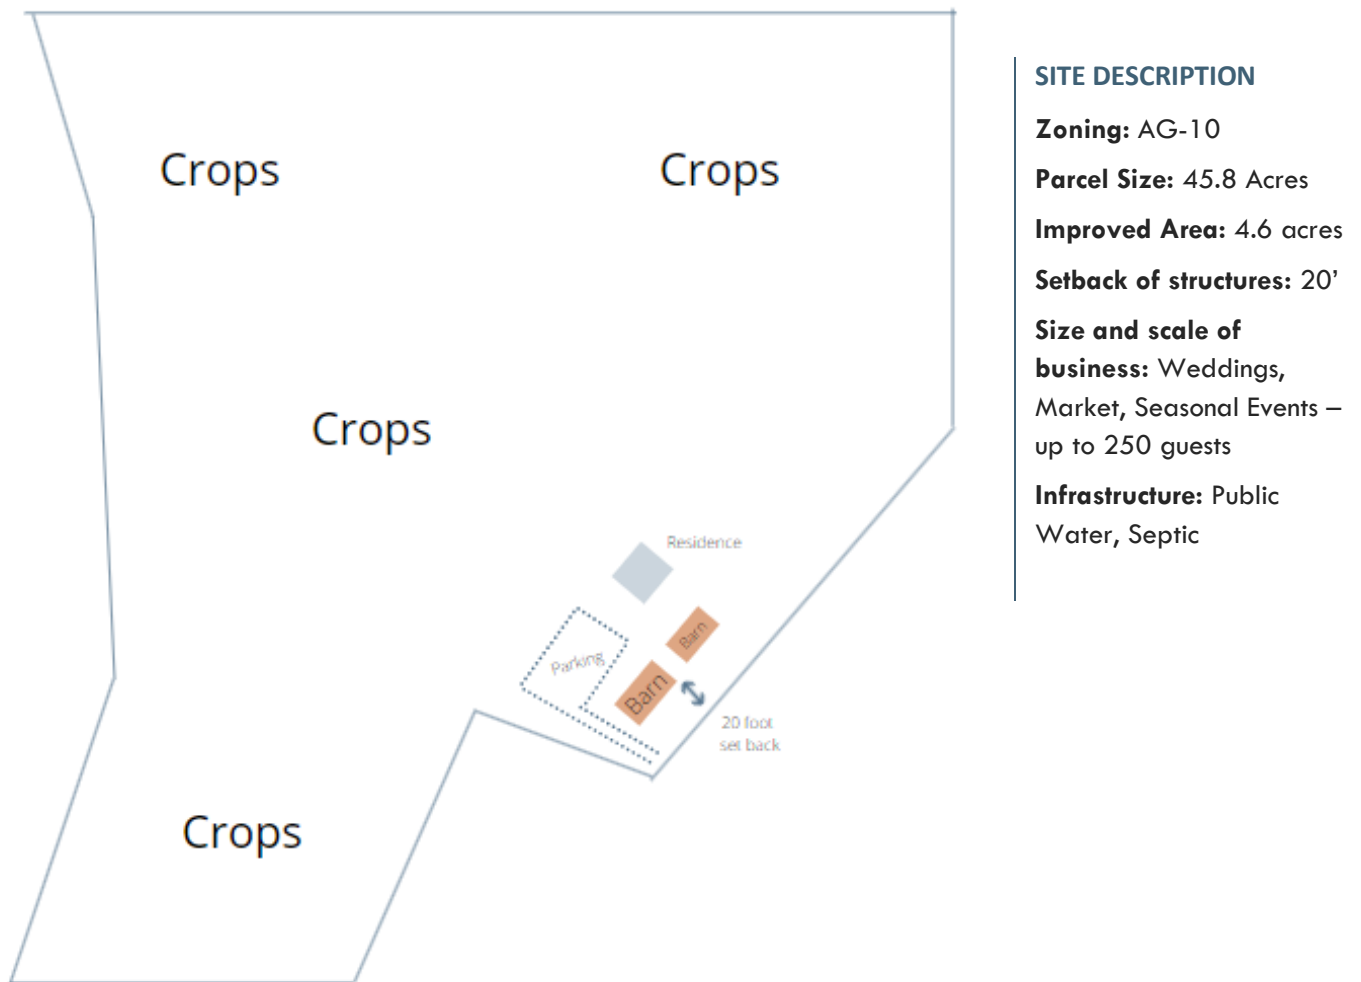 Crops
Crops
Crops
Residence
Parking
Barn
Barn
20 foot
set back
Crops
SITE DESCRIPTION
Zoning: AG-10
Parcel Size: 45.8 Acres
Improved Area: 4.6 acres
Setback of structures: 20’
Size and scale of
business: Weddings,
Market, Seasonal Events –
up to 250 guests
Infrastructure: Public
Water, Septic